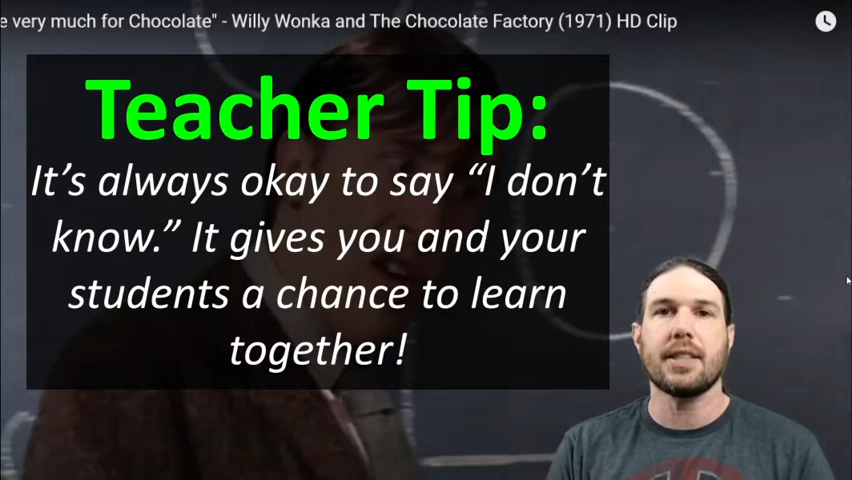 e very much for Chocolate" - Willy Wonka and The Chocolate Factory (1971) HD Clip
Teacher Tip:
It's always okay to say “I don't
know.” It gives you and your
students a chance to learn
together!